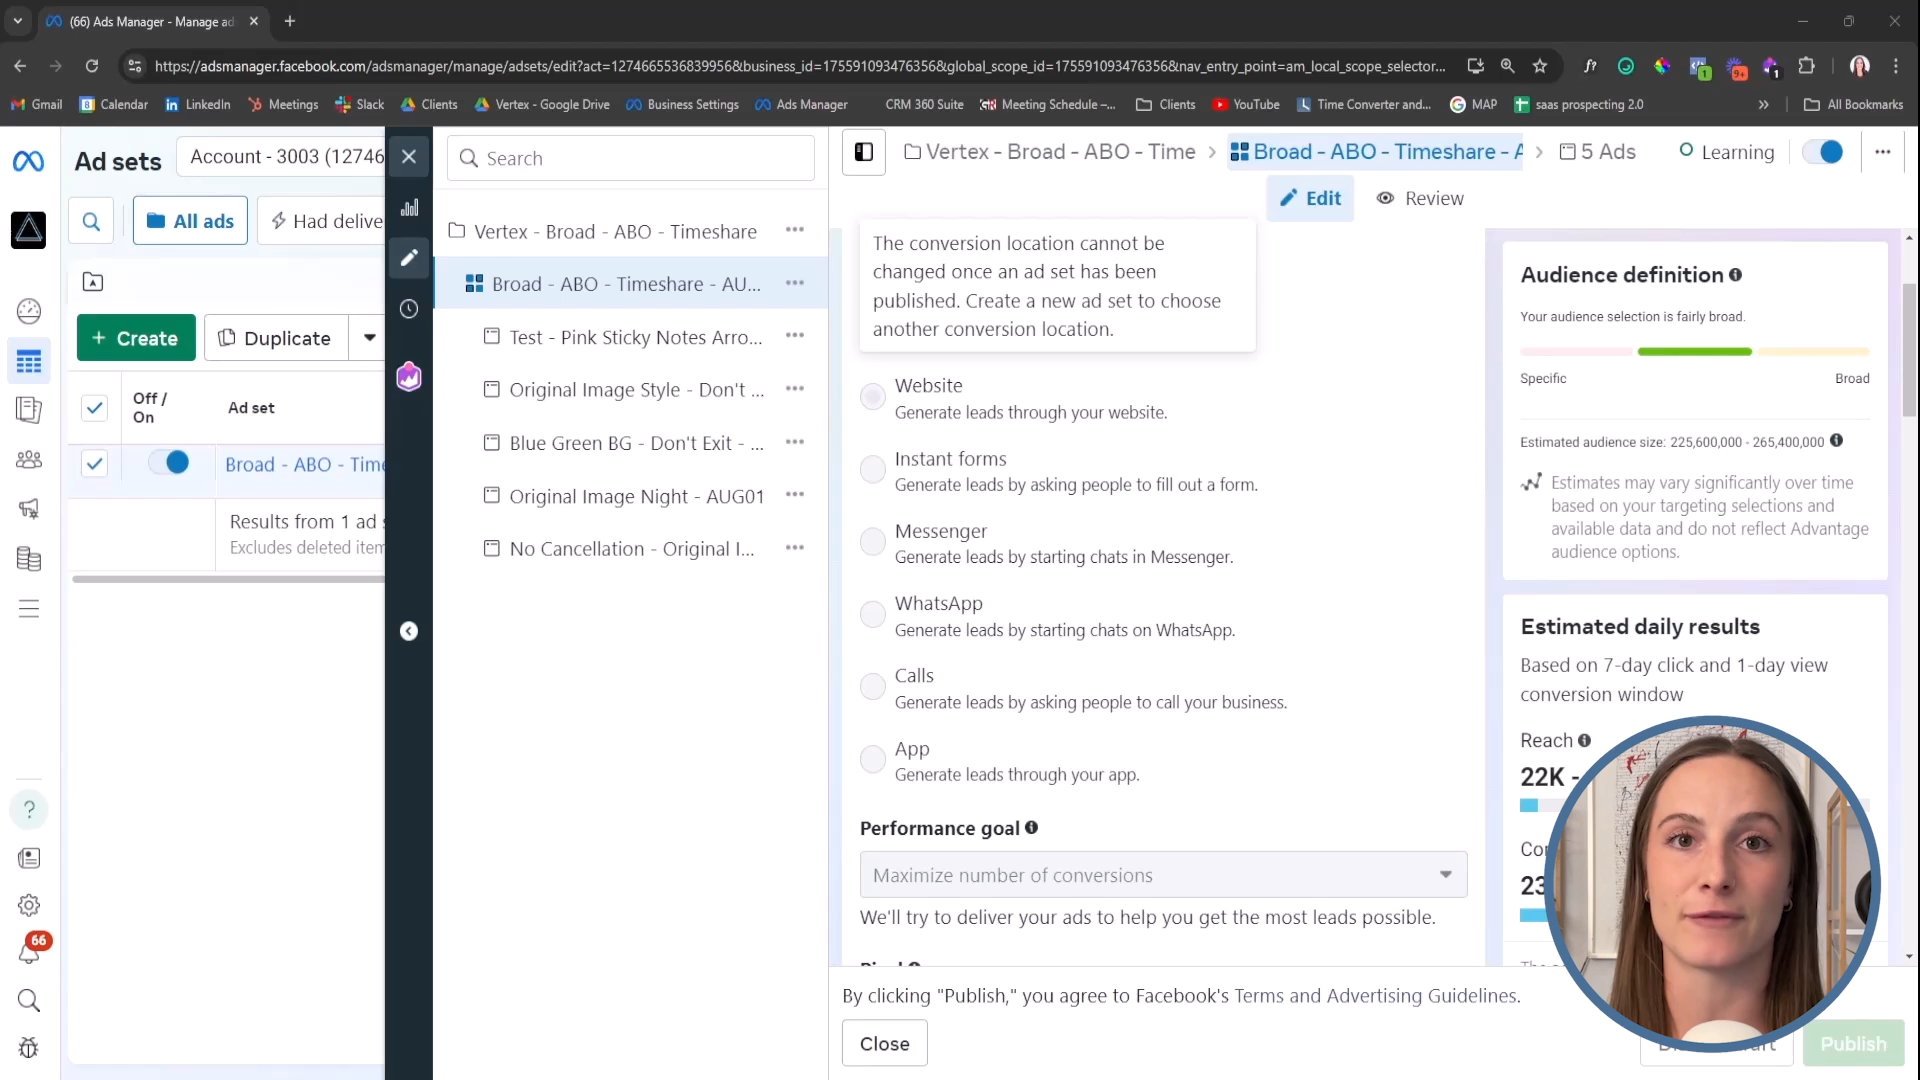 (66) Ads Manager - Manage ad
https://adsmanager.facebook.com/adsmanager/manage/adsets/edit?act=1274665536839956&business_id=175591093476356&global_scope_id=175591093476356&nav_entry_point=am_local_scope_selector...
1
9+
1
Gmail
Calendar
LinkedIn
Meetings
Slack
Clients
Vertex - Google Drive
Business Settings
Ads Manager
CRM 360 Suite
Meeting Schedule –...
Clients
YouTube
Time Converter and...
MAP
saas prospecting 2.0
All Bookmarks
Ad sets
Account - 3003 (12746
All ads
Had delive
+ Create
Duplicate
Off /
On
Ad set
Broad - ABO - Time
Results from 1 ad s
Excludes deleted item
66
Search
Vertex - Broad - ABO - Timeshare
Broad - ABO - Timeshare - AU...
Test - Pink Sticky Notes Arro...
Original Image Style - Don't ...
Blue Green BG - Don't Exit - ...
Original Image Night - AUG01
No Cancellation - Original I...
Vertex - Broad - ABO - Time
Broad - ABO - Timeshare - A
5 Ads
Learning
Edit
Review
The conversion location cannot be
changed once an ad set has been
published. Create a new ad set to choose
another conversion location.
Website
Generate leads through your website.
Instant forms
Generate leads by asking people to fill out a form.
Messenger
Generate leads by starting chats in Messenger.
WhatsApp
Generate leads by starting chats on WhatsApp.
Calls
Generate leads by asking people to call your business.
App
Generate leads through your app.
Performance goal
Maximize number of conversions
We'll try to deliver your ads to help you get the most leads possible.
By clicking "Publish," you agree to Facebook's Terms and Advertising Guidelines.
Close
Publish
Audience definition
Your audience selection is fairly broad.
Specific
Broad
Estimated audience size: 225,600,000 - 265,400,000
Estimates may vary significantly over time
based on your targeting selections and
available data and do not reflect Advantage
audience options.
Estimated daily results
Based on 7-day click and 1-day view
conversion window
Reach
22K -
Co
23